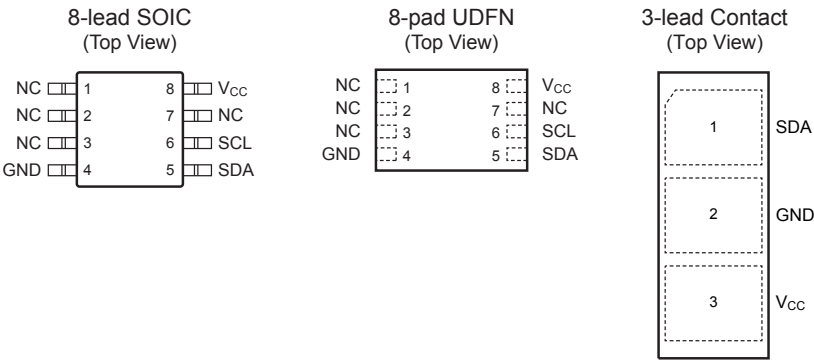 8-lead SOIC
(Top View)
NC 1 8 VCC
NC 2 7 NC
NC 3 6 SCL
GND 4 5 SDA
8-pad UDFN
(Top View)
NC 1 8 VCC
NC 2 7 NC
NC 3 6 SCL
GND 4 5 SDA
3-lead Contact
(Top View)
1 SDA
2 GND
3 VCC